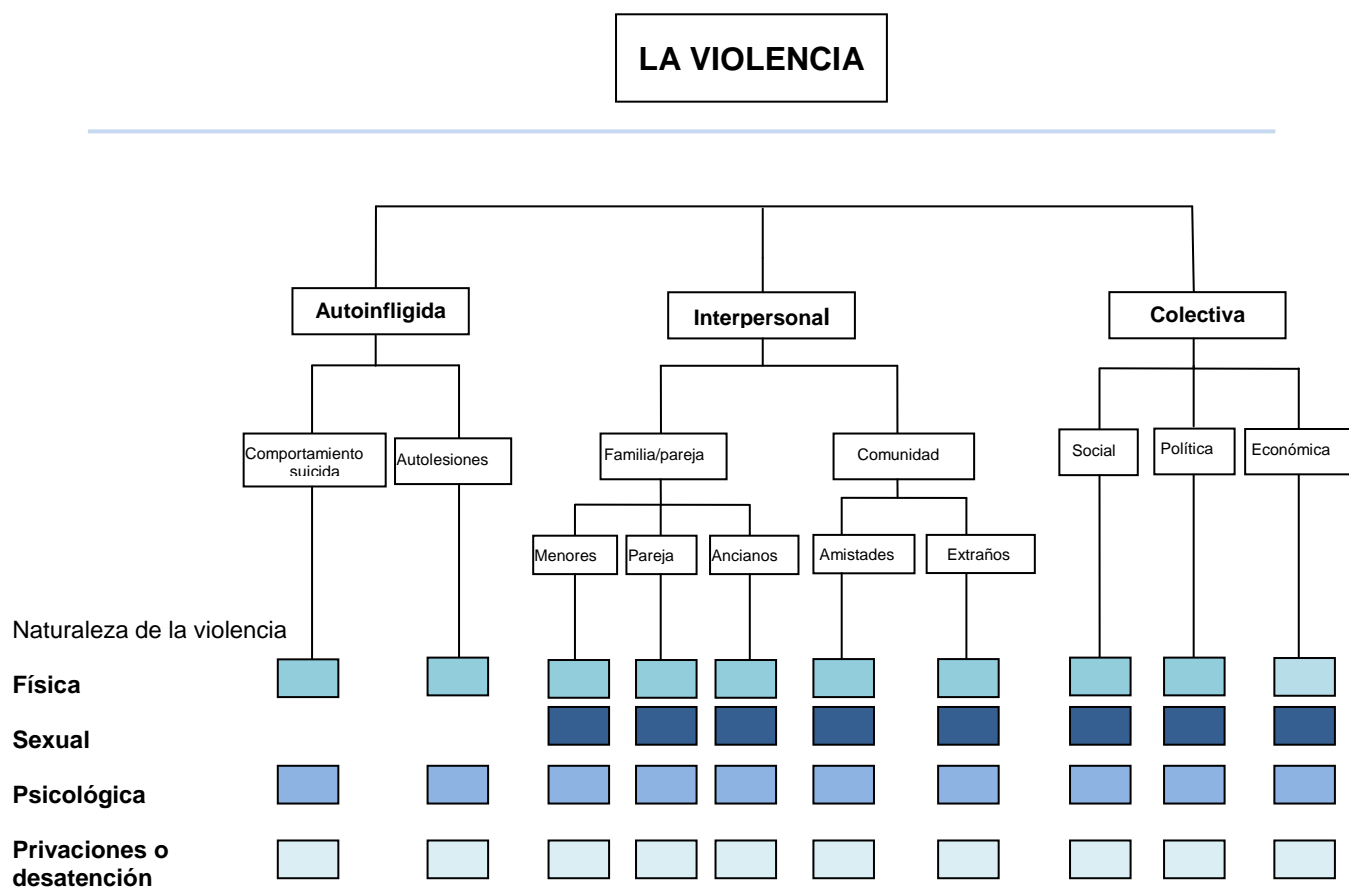 LA VIOLENCIA
Autoinfligida
Interpersonal
Colectiva
Comportamiento
suicida
Autolesiones
Familia/pareja
Comunidad
Social
Política
Económica
Menores
Pareja
Ancianos
Amistades
Extraños
Naturaleza de la violencia
Física
Sexual
Psicológica
Privaciones o
desatención